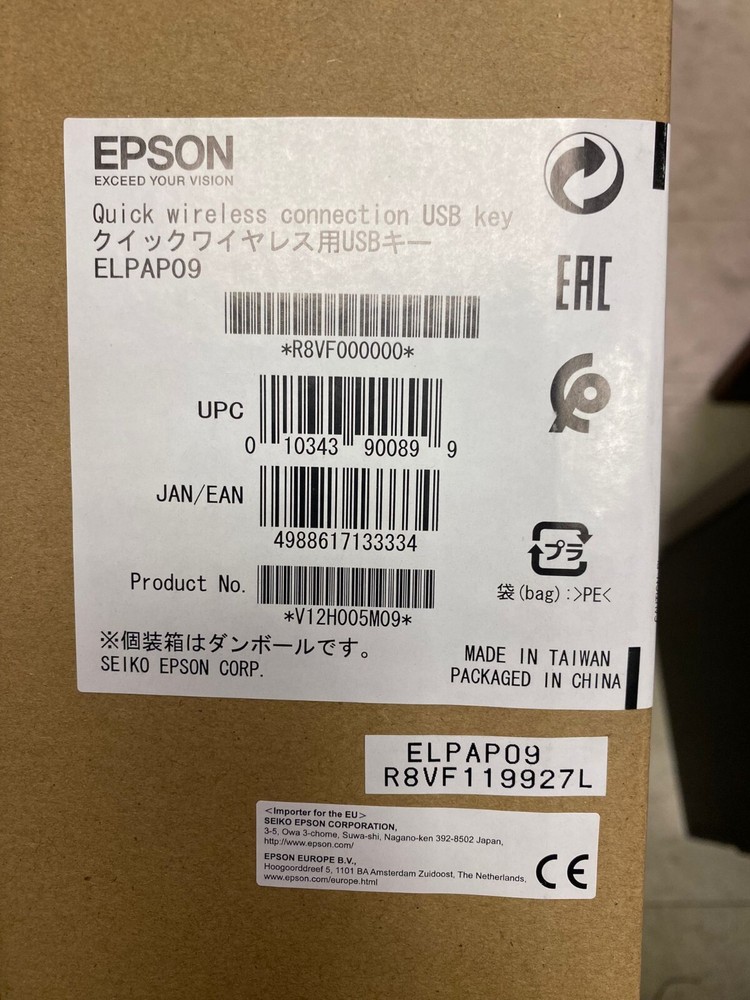 EPSON
EXCEED YOUR VISION
Quick wireless connection USB key
クイックワイヤレス用USBキー
ELPAP09
EAC
*R8VF000000*
UPC
0 10343 90089 9
JAN/EAN
4988617133334
プラ
袋(bag):>PE<
Product No.
*V12H005M09*
※個装箱はダンボールです。
SEIKO EPSON CORP.
MADE IN TAIWAN
PACKAGED IN CHINA
ELPAP09
R8VF119927L
<Importer for the EU>
SEIKO EPSON CORPORATION,
3-5, Owa 3-chome, Suwa-shi, Nagano-ken 392-8502 Japan,
http://www.epson.com/
EPSON EUROPE B.V.,
Hoogoorddreef 5, 1101 BA Amsterdam Zuidoost, The Netherlands,
www.epson.com/europe.html
CE